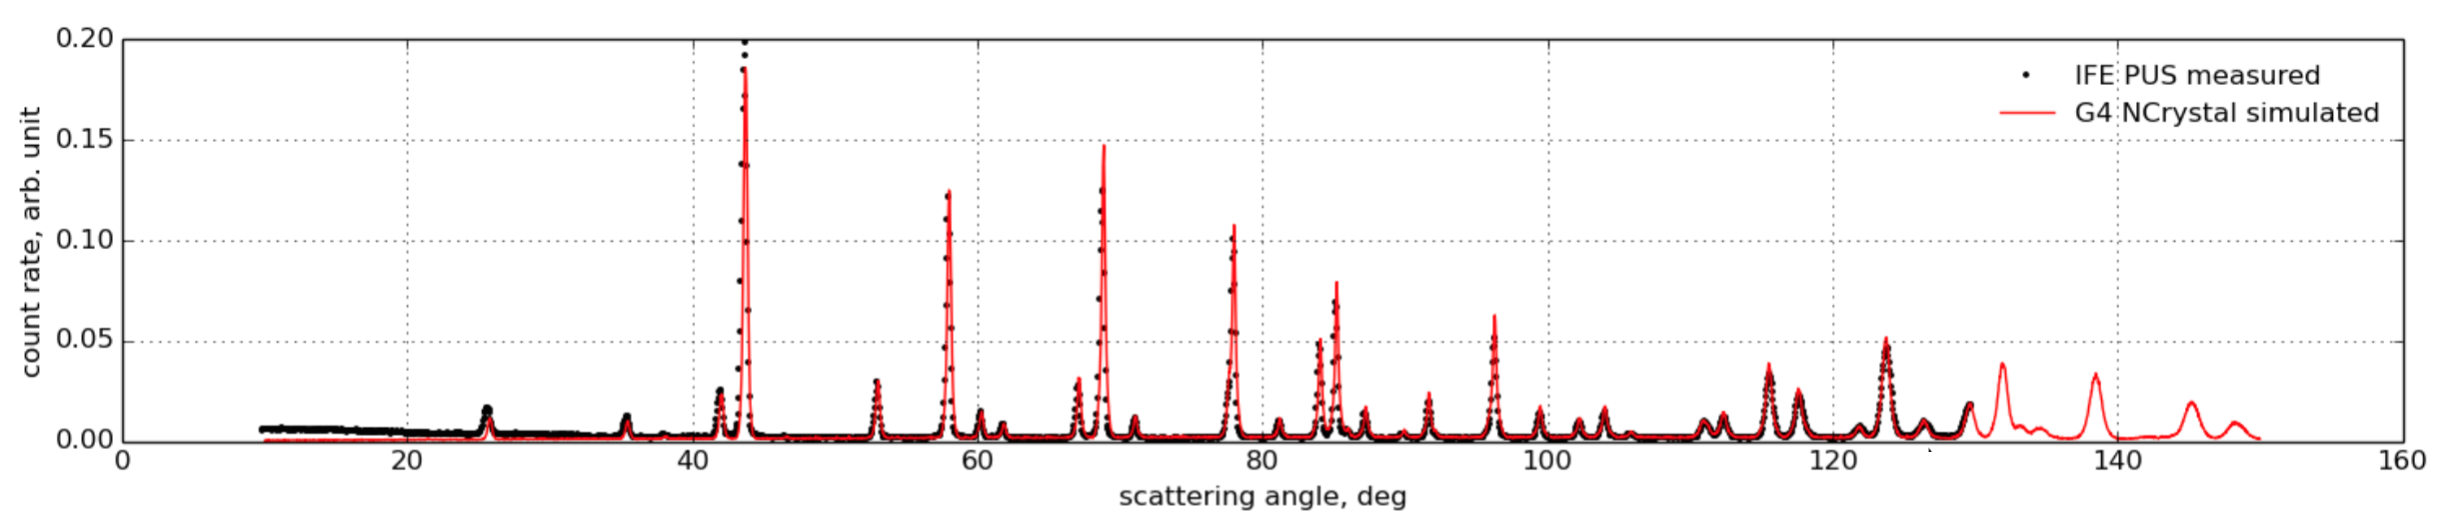 0.20
0.15
0.10
0.05
0.00
count rate, arb. unit
IFE PUS measured
G4 NCrystal simulated
0 20 40 60 80 100 120 140 160
scattering angle, deg